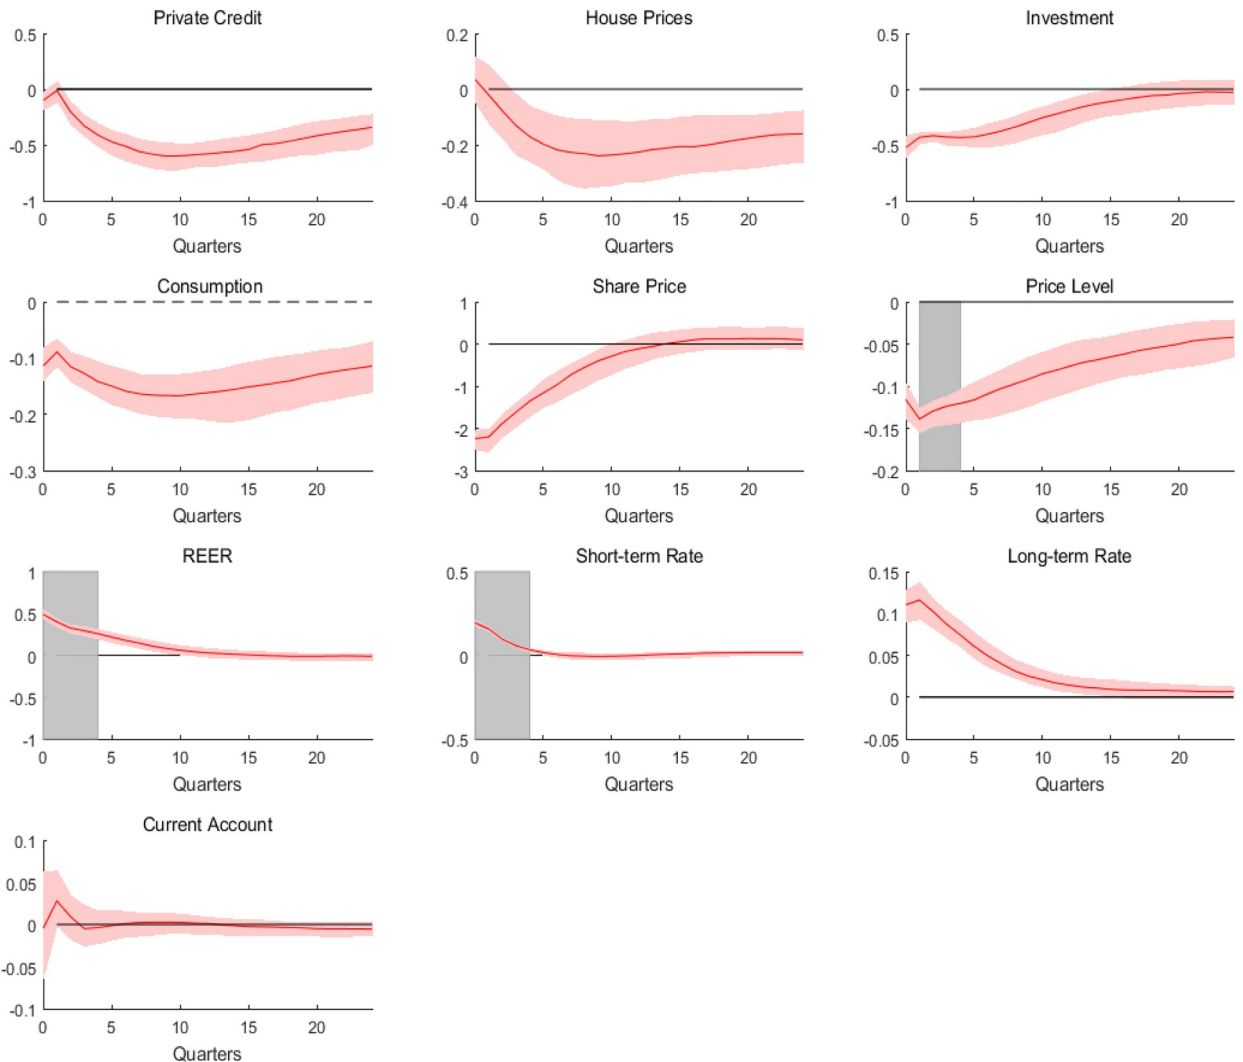 Private Credit
0.5
0
-0.5
-1
0 5 10 15 20
Quarters
House Prices
0.2
0
-0.2
-0.4
0 5 10 15 20
Quarters
Investment
0.5
0
-0.5
-1
0 5 10 15 20
Quarters
Consumption
0
-0.1
-0.2
-0.3
0 5 10 15 20
Quarters
Share Price
1
0
-1
-2
-3
0 5 10 15 20
Quarters
Price Level
0
-0.05
-0.1
-0.15
-0.2
0 5 10 15 20
Quarters
REER
1
0.5
0
-0.5
-1
0 5 10 15 20
Quarters
Short-term Rate
0.5
0
-0.5
0 5 10 15 20
Quarters
Long-term Rate
0.15
0.1
0.05
0
-0.05
0 5 10 15 20
Quarters
Current Account
0.1
0.05
0
-0.05
-0.1
0 5 10 15 20
Quarters